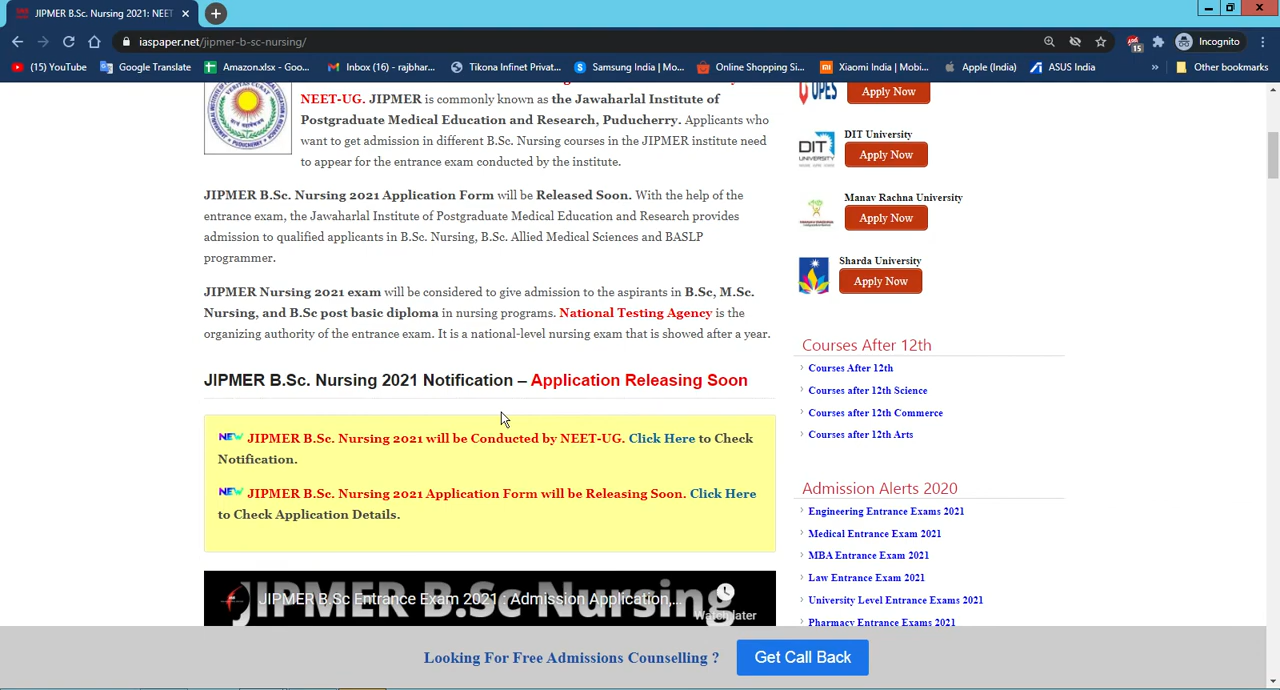 JIPMER B.Sc. Nursing 2021: NEET
iaspaper.net/jipmer-b-sc-nursing/
15
Incognito
(15) YouTube
Google Translate
Amazon.xlsx - Goo...
Inbox (16) - rajbhar...
Tikona Infinet Privat...
Samsung India | Mo...
Online Shopping Si...
Xiaomi India | Mobi...
Apple (India)
ASUS India
»
Other bookmarks
NEET-UG. JIPMER is commonly known as the Jawaharlal Institute of
Postgraduate Medical Education and Research, Puducherry. Applicants who
want to get admission in different B.Sc. Nursing courses in the JIPMER institute need
to appear for the entrance exam conducted by the institute.
JIPMER B.Sc. Nursing 2021 Application Form will be Released Soon. With the help of the
entrance exam, the Jawaharlal Institute of Postgraduate Medical Education and Research provides
admission to qualified applicants in B.Sc. Nursing, B.Sc. Allied Medical Sciences and BASLP
programmer.
JIPMER Nursing 2021 exam will be considered to give admission to the aspirants in B.Sc, M.Sc.
Nursing, and B.Sc post basic diploma in nursing programs. National Testing Agency is the
organizing authority of the entrance exam. It is a national-level nursing exam that is showed after a year.
JIPMER B.Sc. Nursing 2021 Notification – Application Releasing Soon
NEW JIPMER B.Sc. Nursing 2021 will be Conducted by NEET-UG. Click Here to Check
Notification.
NEW JIPMER B.Sc. Nursing 2021 Application Form will be Releasing Soon. Click Here
to Check Application Details.
JIPMER B.Sc Nursing
JIPMER B.Sc Entrance Exam 2021 : Admission Application,...
Watch later
UPES
Apply Now
DIT
UNIVERSITY
DIT University
Apply Now
Manav Rachna University
Apply Now
Sharda University
Apply Now
Courses After 12th
Courses After 12th
Courses after 12th Science
Courses after 12th Commerce
Courses after 12th Arts
Admission Alerts 2020
Engineering Entrance Exams 2021
Medical Entrance Exam 2021
MBA Entrance Exam 2021
Law Entrance Exam 2021
University Level Entrance Exams 2021
Pharmacy Entrance Exams 2021
Looking For Free Admissions Counselling ?
Get Call Back